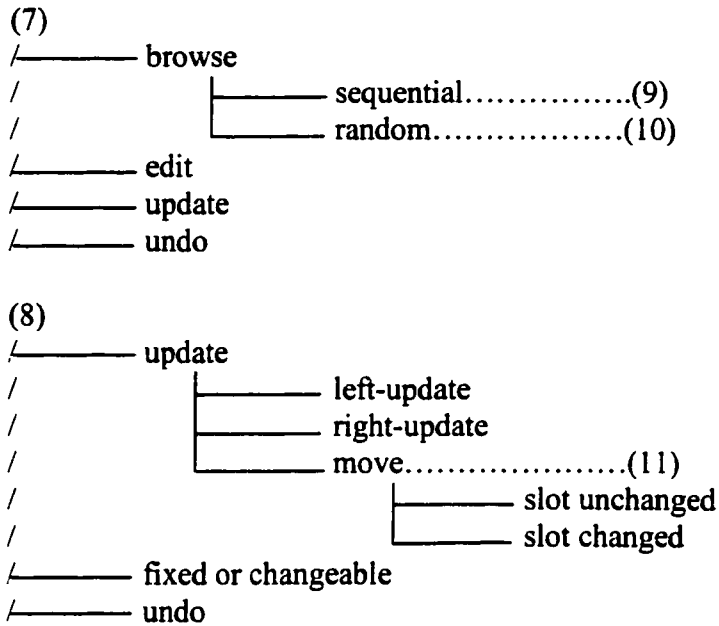 (7)
browse
sequential.................(9)
random....................(10)
edit
update
undo
(8)
update
left-update
right-update
move.......................(11)
slot unchanged
slot changed
fixed or changeable
undo